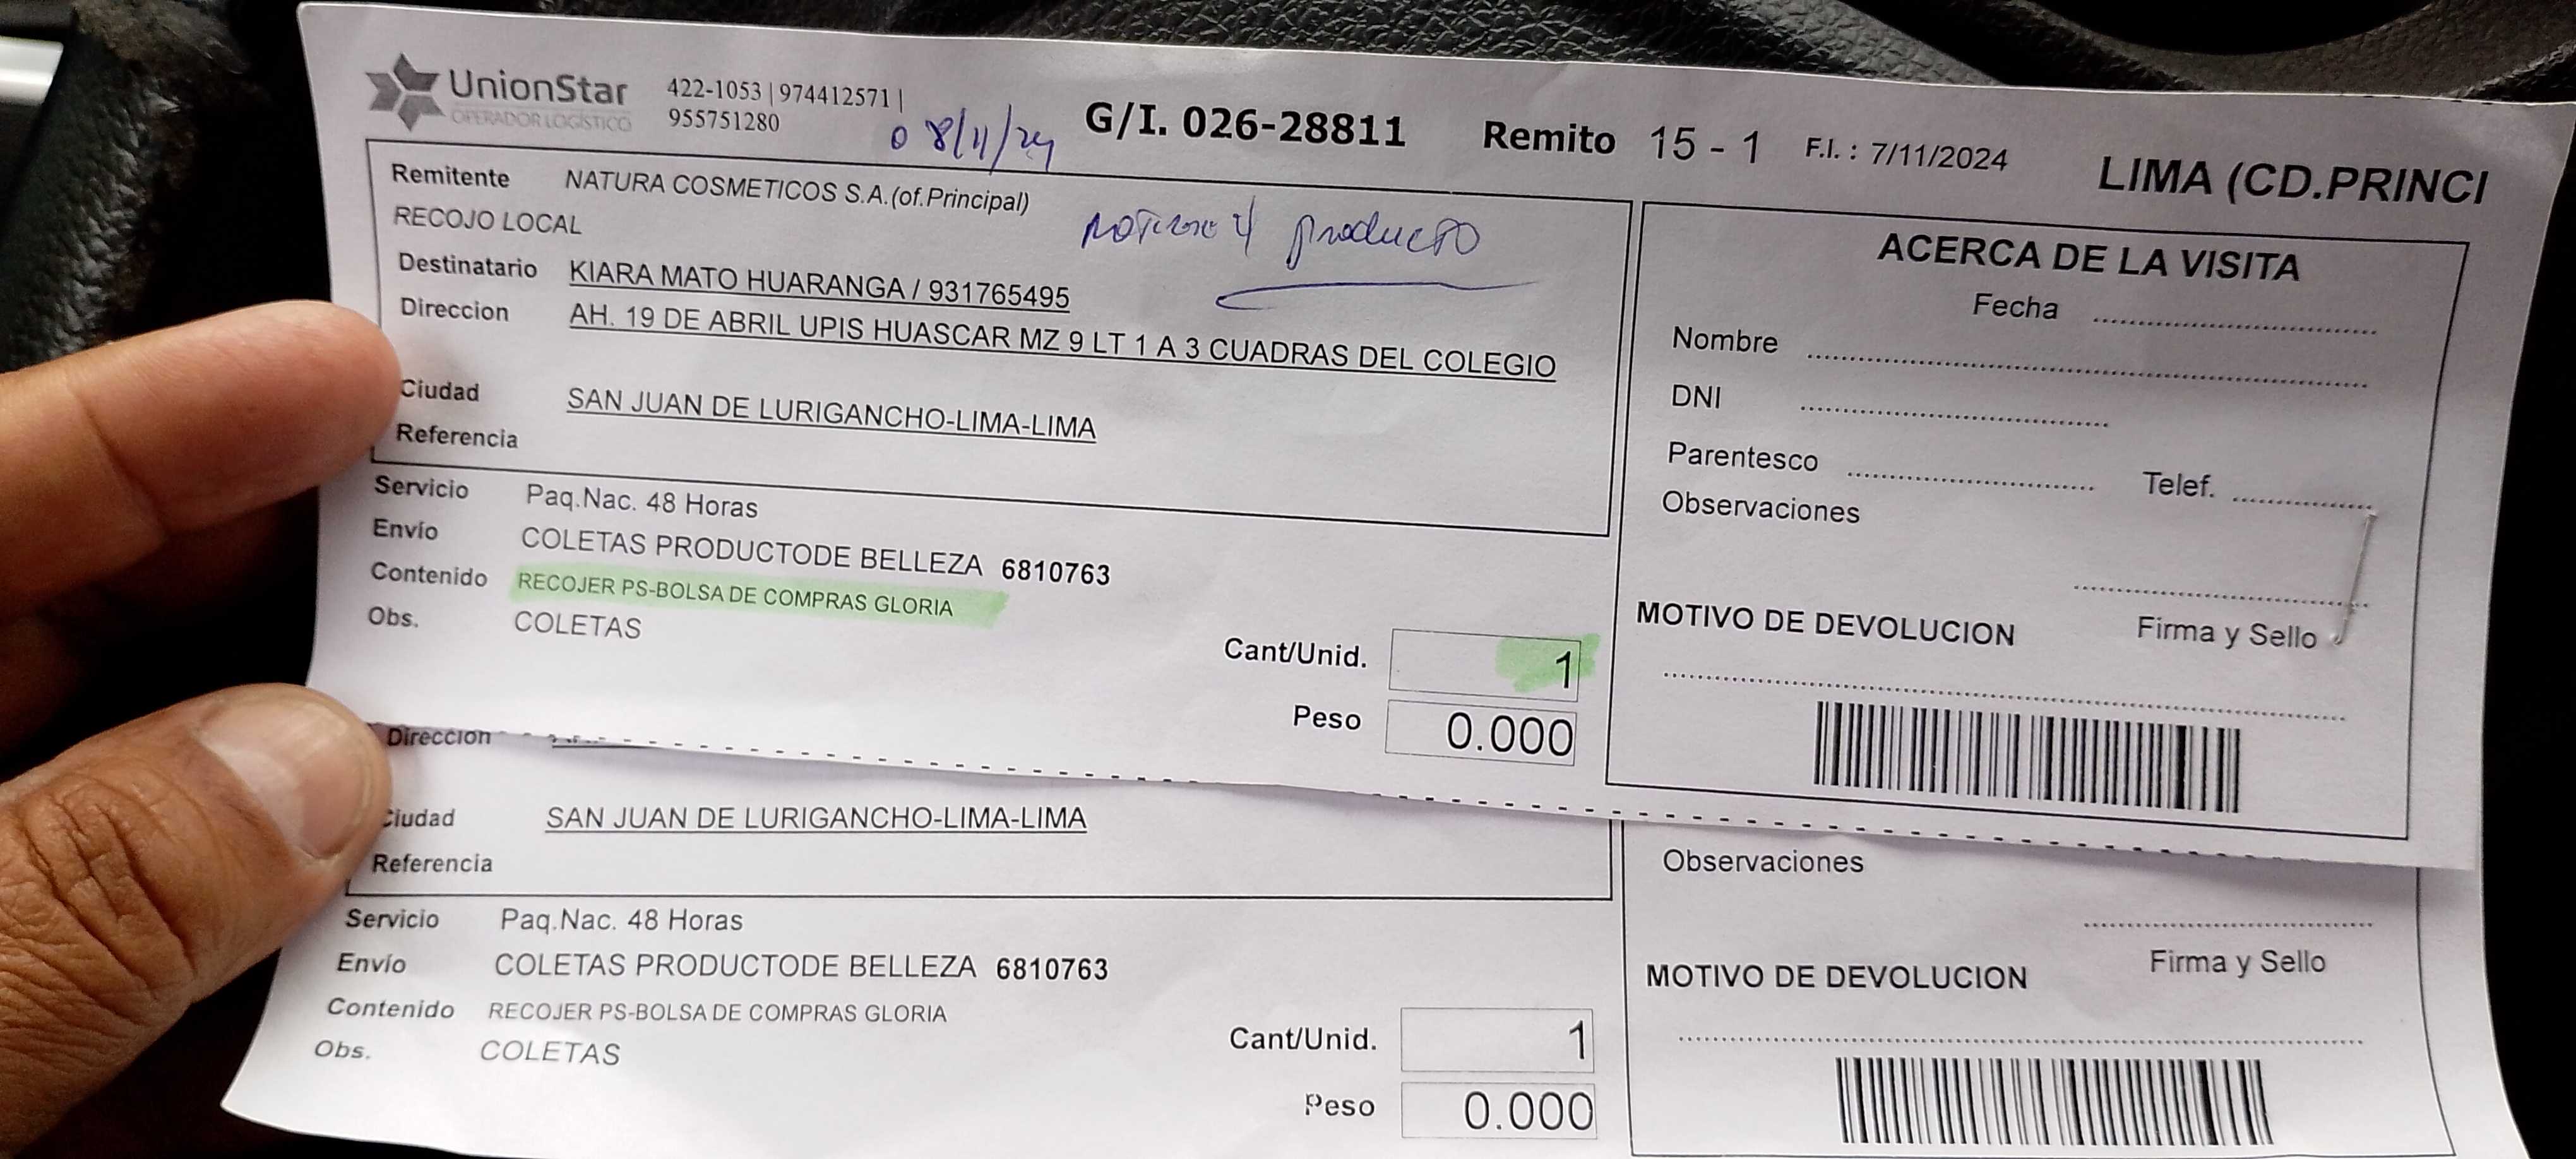 UnionStar
OPERADOR LOGÍSTICO
422-1053 | 974412571 |
955751280
08/11/24
G/I. 026-28811
Remito 15 - 1
F.I. : 7/11/2024
LIMA (CD.PRINCI
Remitente NATURA COSMETICOS S.A.(of.Principal)
RECOJO LOCAL
producto
Destinatario KIARA MATO HUARANGA / 931765495
Direccion AH. 19 DE ABRIL UPIS HUASCAR MZ 9 LT 1 A 3 CUADRAS DEL COLEGIO
Ciudad SAN JUAN DE LURIGANCHO-LIMA-LIMA
Referencia
Servicio Paq.Nac. 48 Horas
Envío COLETAS PRODUCTODE BELLEZA 6810763
Contenido RECOJER PS-BOLSA DE COMPRAS GLORIA
Obs. COLETAS
Cant/Unid. 1
Peso 0.000
ACERCA DE LA VISITA
Fecha
Nombre
DNI
Parentesco
Telef.
Observaciones
Firma y Sello
MOTIVO DE DEVOLUCION
Direccion
Ciudad SAN JUAN DE LURIGANCHO-LIMA-LIMA
Referencia
Servicio Paq.Nac. 48 Horas
Envío COLETAS PRODUCTODE BELLEZA 6810763
Contenido RECOJER PS-BOLSA DE COMPRAS GLORIA
Obs. COLETAS
Cant/Unid. 1
Peso 0.000
Observaciones
Firma y Sello
MOTIVO DE DEVOLUCION